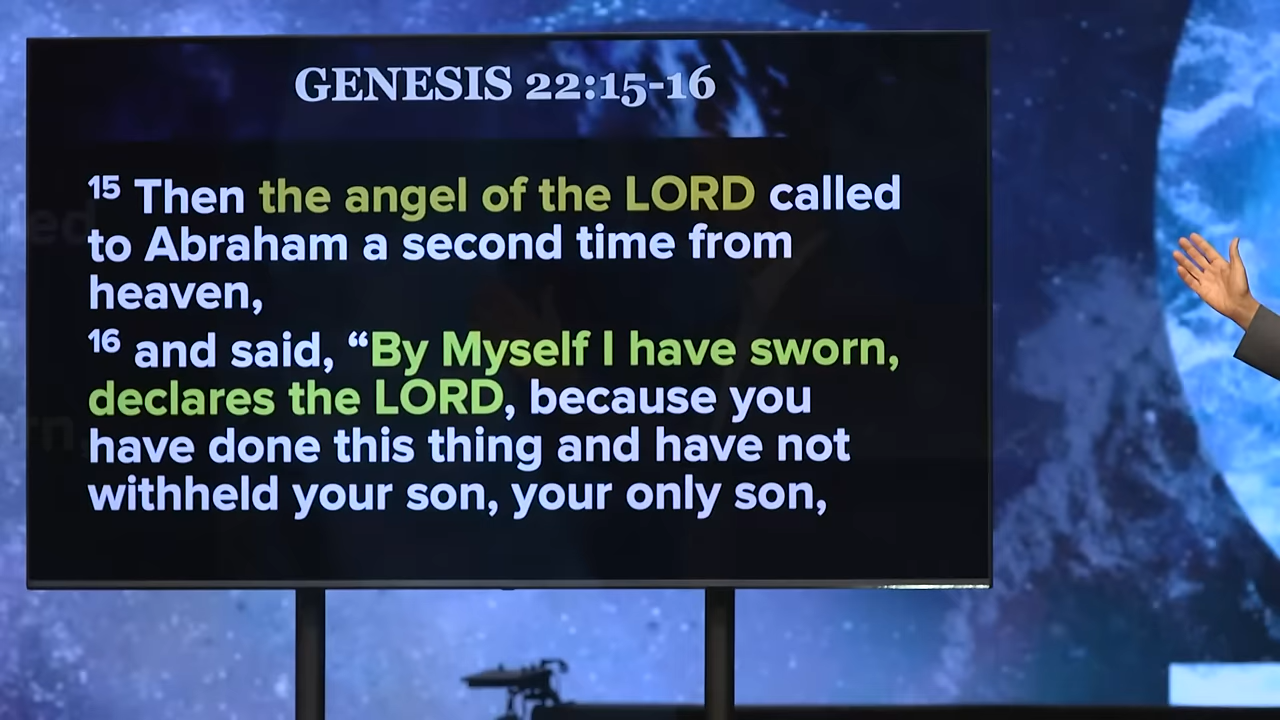 GENESIS 22:15-16
15 Then the angel of the LORD called
to Abraham a second time from
heaven,
16 and said, “By Myself I have sworn,
declares the LORD, because you
have done this thing and have not
withheld your son, your only son,